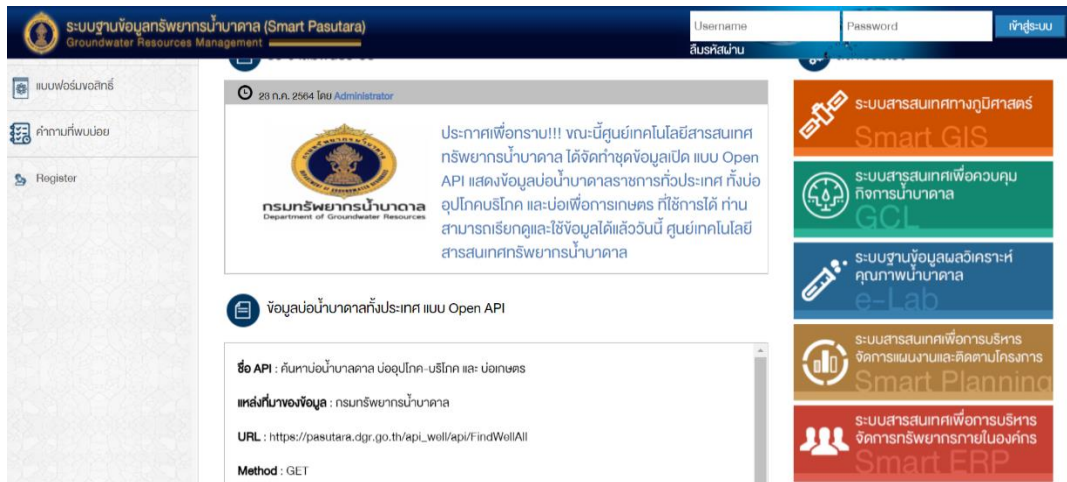 ระบบฐานข้อมูลทรัพยากรน้ำบาดาล (Smart Pasutara)
Groundwater Resources Management
Username
Password
เข้าสู่ระบบ
ลืมรหัสผ่าน
แบบฟอร์มขอสิทธิ์
คำถามที่พบบ่อย
Register
23 ก.ค. 2564 โดย Administrator
กรมทรัพยากรน้ำบาดาล
Department of Groundwater Resources
ประกาศเพื่อทราบ!!! ขณะนี้ศูนย์เทคโนโลยีสารสนเทศ
ทรัพยากรน้ำบาดาล ได้จัดทำชุดข้อมูลเปิด แบบ Open
API แสดงข้อมูลบ่อน้ำบาดาลราชการทั่วประเทศ ทั้งบ่อ
อุปโภคบริโภค และบ่อเพื่อการเกษตร ที่ใช้การได้ ท่าน
สามารถเรียกดูและใช้ข้อมูลได้แล้ววันนี้ ศูนย์เทคโนโลยี
สารสนเทศทรัพยากรน้ำบาดาล
ข้อมูลบ่อน้ำบาดาลทั้งประเทศ แบบ Open API
ชื่อ API : ค้นหาบ่อน้ำบาลดาล บ่ออุปโภค-บริโภค และ บ่อเกษตร
แหล่งที่มาของข้อมูล : กรมทรัพยากรน้ำบาดาล
URL : https://pasutara.dgr.go.th/api_well/api/FindWellAll
Method : GET
ระบบสารสนเทศทางภูมิศาสตร์
Smart GIS
ระบบสารสนเทศเพื่อควบคุม
กิจการน้ำบาดาล
GCL
ระบบฐานข้อมูลผลวิเคราะห์
คุณภาพน้ำบาดาล
e-Lab
ระบบสารสนเทศเพื่อการบริหาร
จัดการแผนงานและติดตามโครงการ
Smart Planning
ระบบสารสนเทศเพื่อการบริหาร
จัดการทรัพยากรภายในองค์กร
Smart ERP